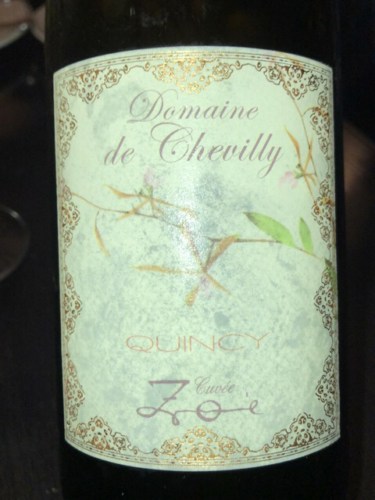 Domaine
de Chevilly
QUINCY
Cuvée
Zoé